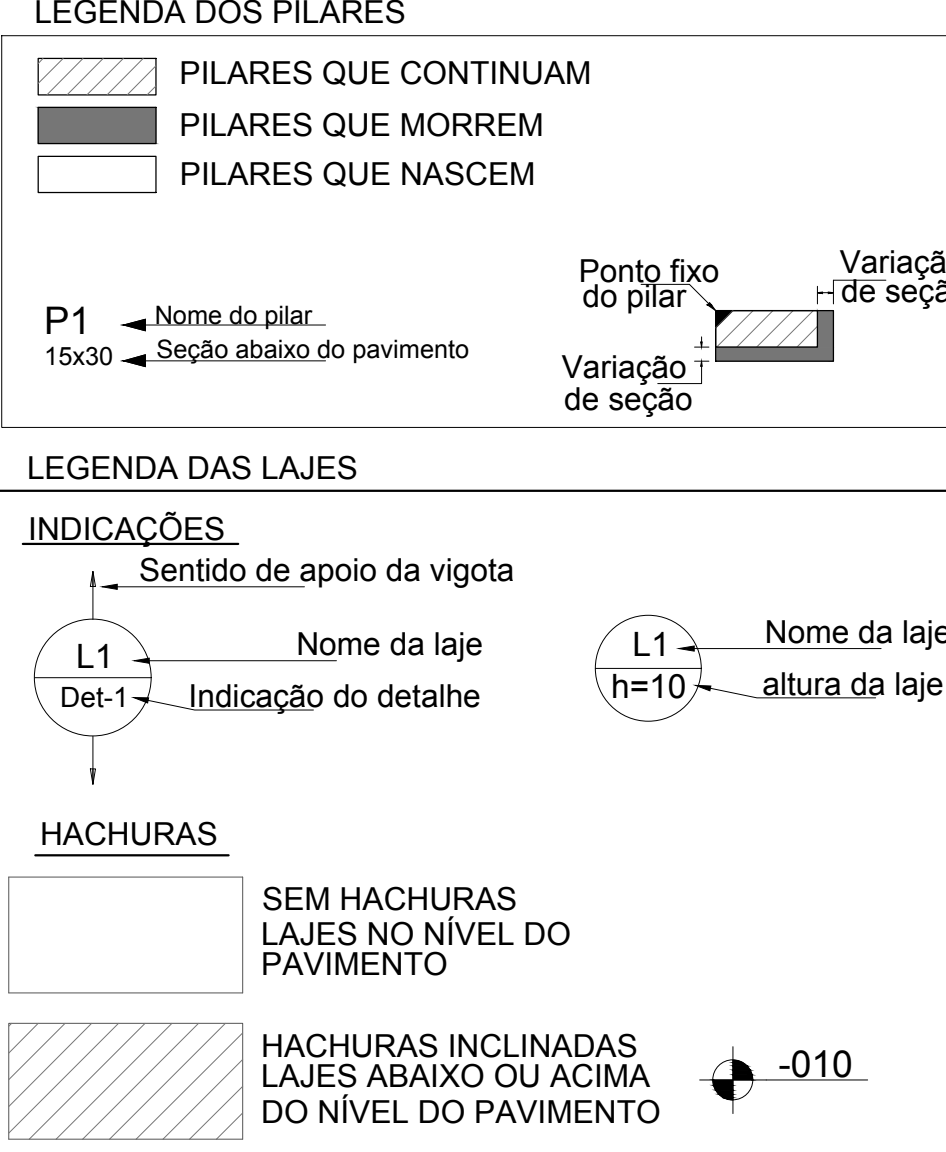 LEGENDA DOS PILARES
PILARES QUE CONTINUAM
PILARES QUE MORREM
PILARES QUE NASCEM
P1
Nome do pilar
15x30
Seção abaixo do pavimento
Ponto fixo
do pilar
Variaçã
de seçã
Variação
de seção
LEGENDA DAS LAJES
INDICAÇÕES
Sentido de apoio da vigota
L1
Nome da laje
Det-1
Indicação do detalhe
L1
Nome da laje
h=10
altura da laje
HACHURAS
SEM HACHURAS
LAJES NO NÍVEL DO
PAVIMENTO
HACHURAS INCLINADAS
LAJES ABAIXO OU ACIMA
DO NÍVEL DO PAVIMENTO
-010